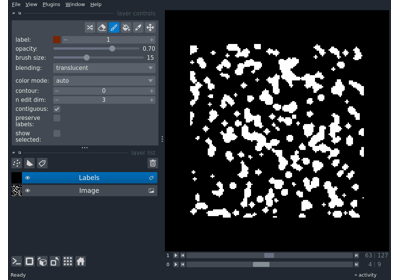 File View Plugins Window Help
layer controls
label: 1
opacity: 0.70
brush size: 15
blending: translucent
color mode: auto
contour: 0
n edit dim: 3
contiguous:
preserve
labels:
show
selected:
layer list
Labels
Image
1 63 127
0 4 9
Ready activity